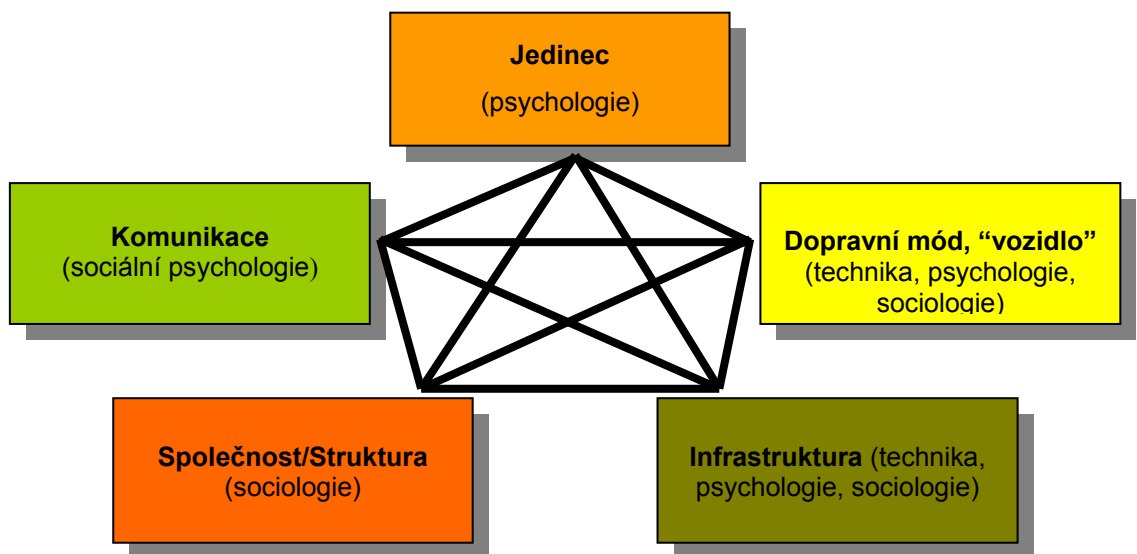 Jedinec
(psychologie)
Komunikace
(sociální psychologie)
Dopravní mód, “vozidlo”
(technika, psychologie,
sociologie)
Společnost/Struktura
(sociologie)
Infrastruktura (technika,
psychologie, sociologie)